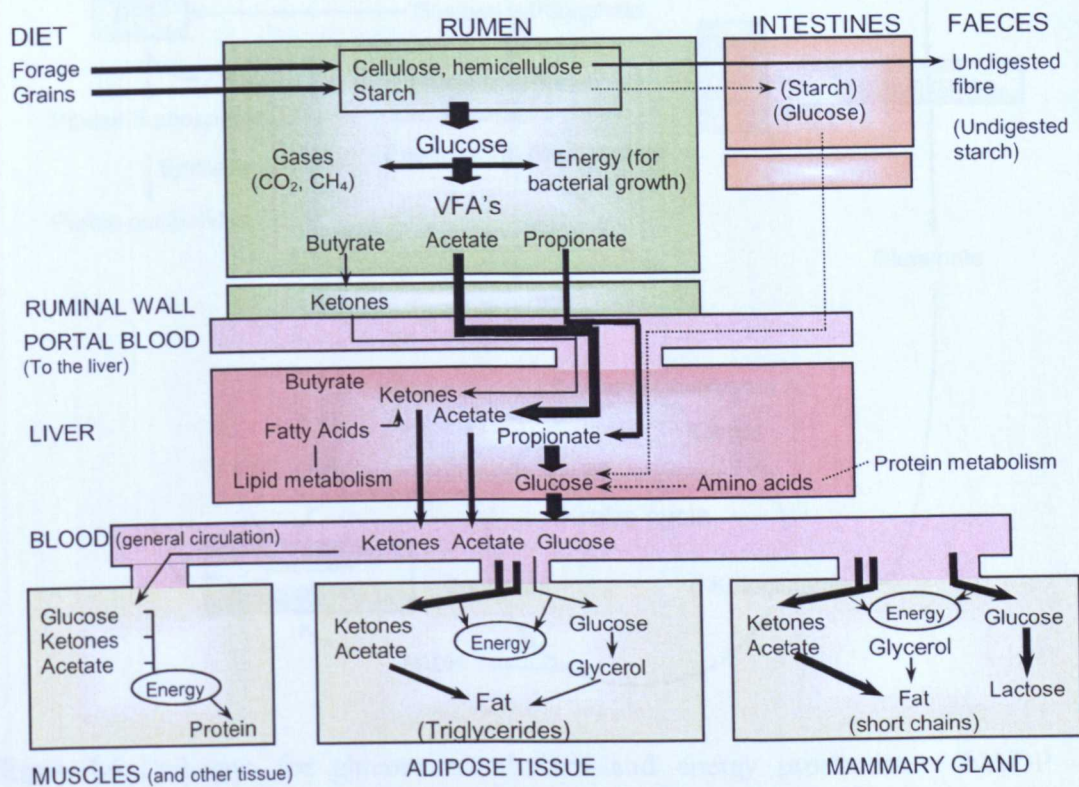 RUMEN
INTESTINES
FAECES
DIET
Forage
Grains
Cellulose, hemicellulose
Starch
(Starch)
(Glucose)
Undigested
fibre
(Undigested
starch)
Glucose
Gases
(CO₂, CH₄)
Energy (for
bacterial growth)
VFA's
Butyrate Acetate Propionate
Ketones
RUMINAL WALL
PORTAL BLOOD
(To the liver)
LIVER
Butyrate
Ketones
Acetate
Fatty Acids
Propionate
Lipid metabolism
Glucose
Amino acids
Protein metabolism
BLOOD (general circulation)
Ketones Acetate Glucose
Glucose
Ketones
Acetate
Energy
Protein
MUSCLES (and other tissue)
Ketones
Acetate
Energy
Glucose
Glycerol
Fat
(Triglycerides)
ADIPOSE TISSUE
Ketones
Acetate
Energy
Glycerol
Glucose
Fat
(short chains)
Lactose
MAMMARY GLAND